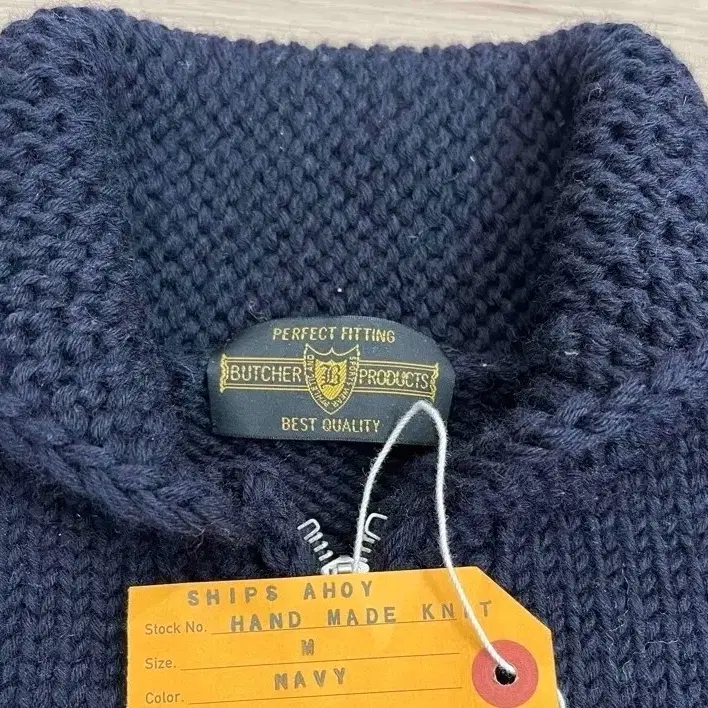 PERFECT FITTING
BUTCHER B PRODUCTS
BEST QUALITY
SHIPS AHOY
Stock No. HAND MADE KNIT
Size. M
Color. NAVY